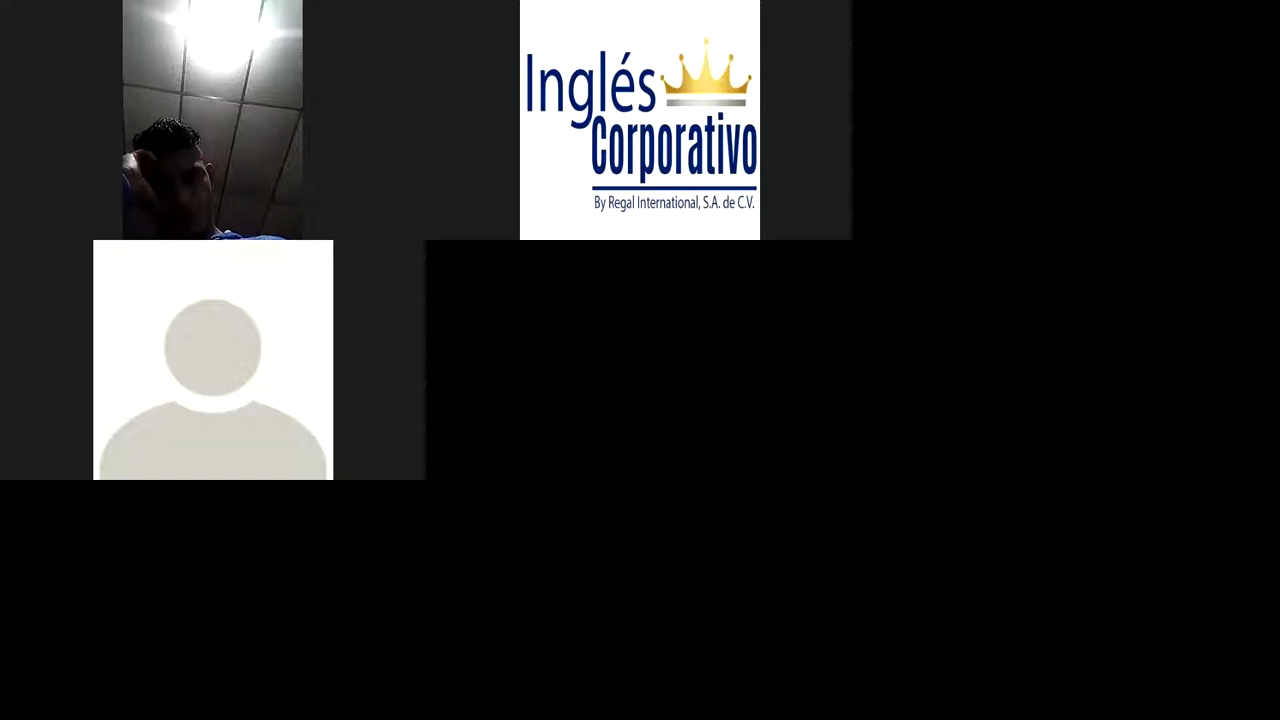 Inglés
Corporativo
By Regal International, S.A. de C.V.